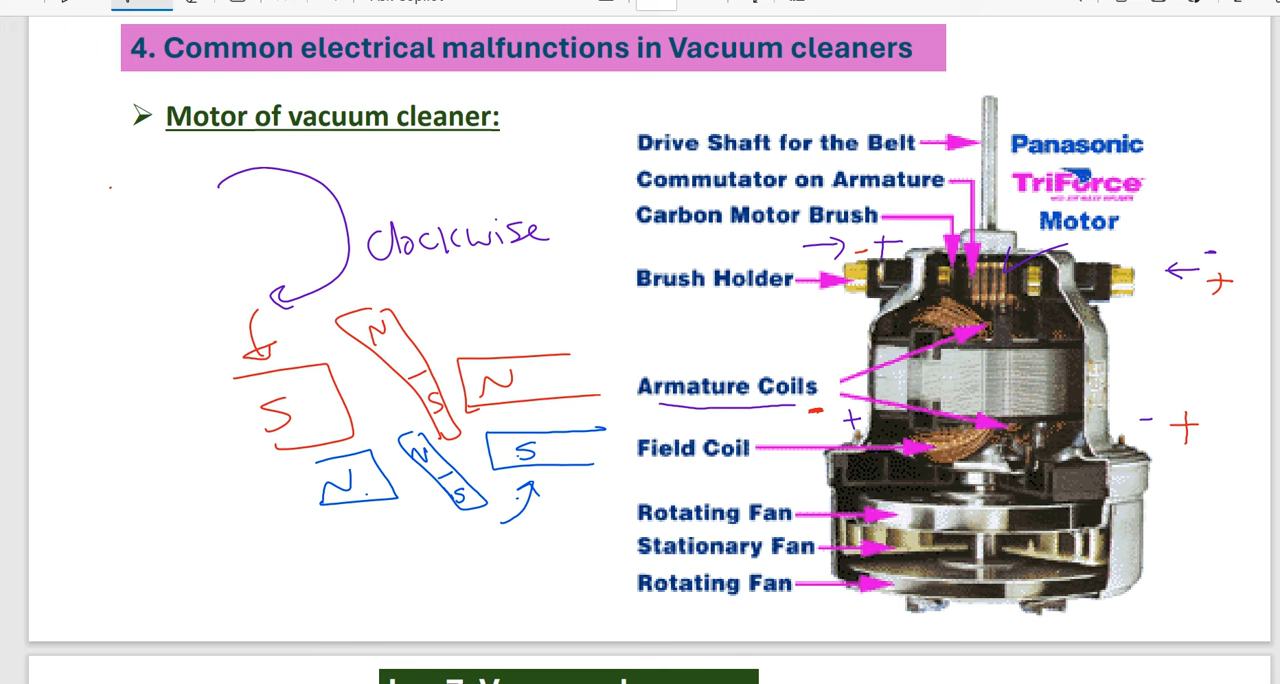 4. Common electrical malfunctions in Vacuum cleaners
➢ Motor of vacuum cleaner:
Clockwise
S
N
S
N
N
S
N
S
Drive Shaft for the Belt
Commutator on Armature
Carbon Motor Brush
Brush Holder
Armature Coils
Field Coil
Rotating Fan
Stationary Fan
Rotating Fan
Panasonic
TriForce
Motor
- +
-
+
- +
- +